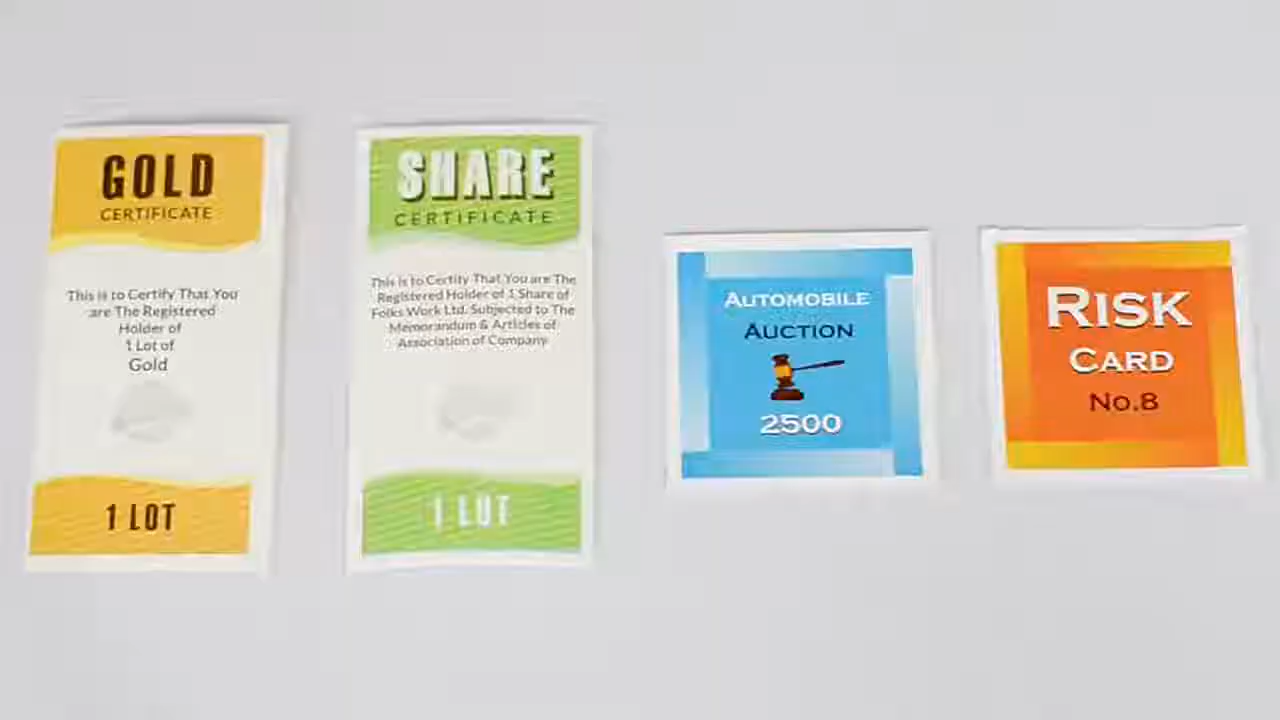 GOLD
CERTIFICATE
This is to Certify That You
are The Registered
Holder of
1 Lot of
Gold
1 LOT
SHARE
CERTIFICATE
This is to Certify That You are The
Registered Holder of 1 Share of
Folks Work Ltd. Subjected to The
Memorandum & Articles of
Association of Company
1 LOT
AUTOMOBILE
AUCTION
2500
RISK
CARD
No.8